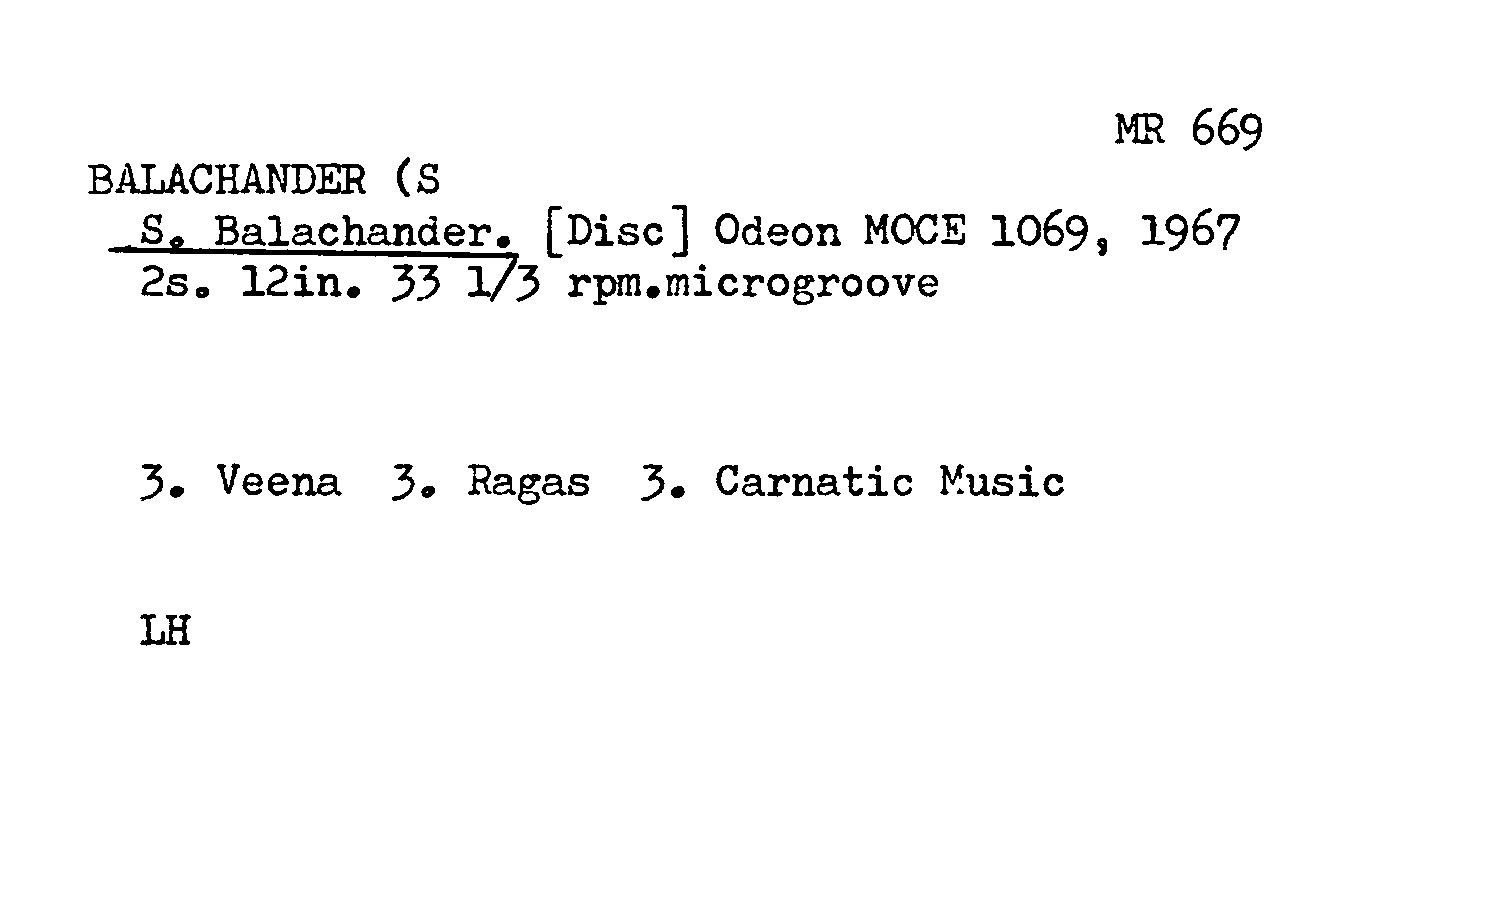 MR 669
BALACHANDER (S
S. Balachander. [Disc] Odeon MOCE 1069, 1967
2s. 12in. 33 1/3 rpm.microgroove
3. Veena 3. Ragas 3. Carnatic Music
LH